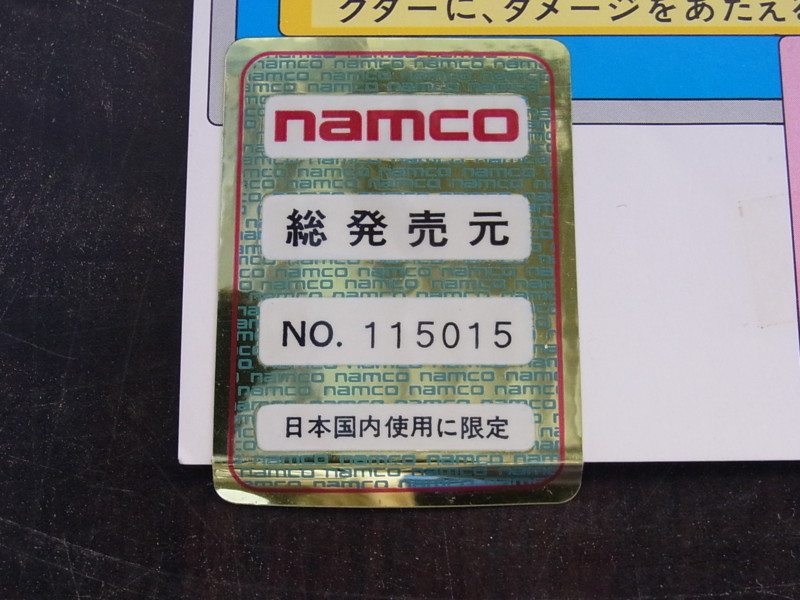 クターに、ダメージをあたえる
namco
総発売元
NO. 115015
日本国内使用に限定